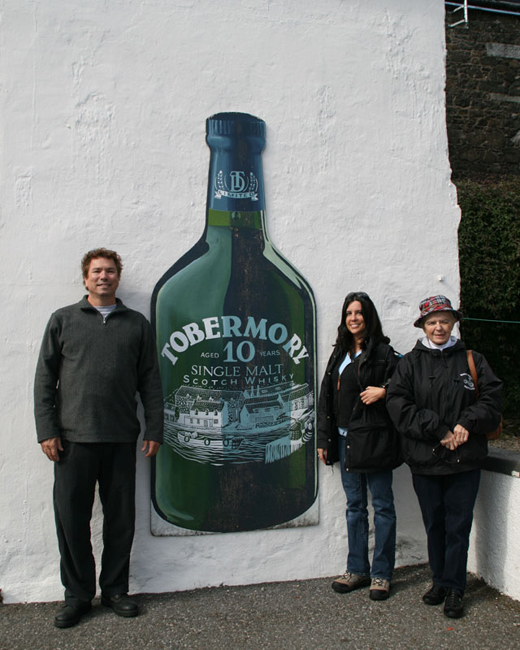 TOBERMORY
AGED 10 YEARS
SINGLE MALT
SCOTCH WHISKY